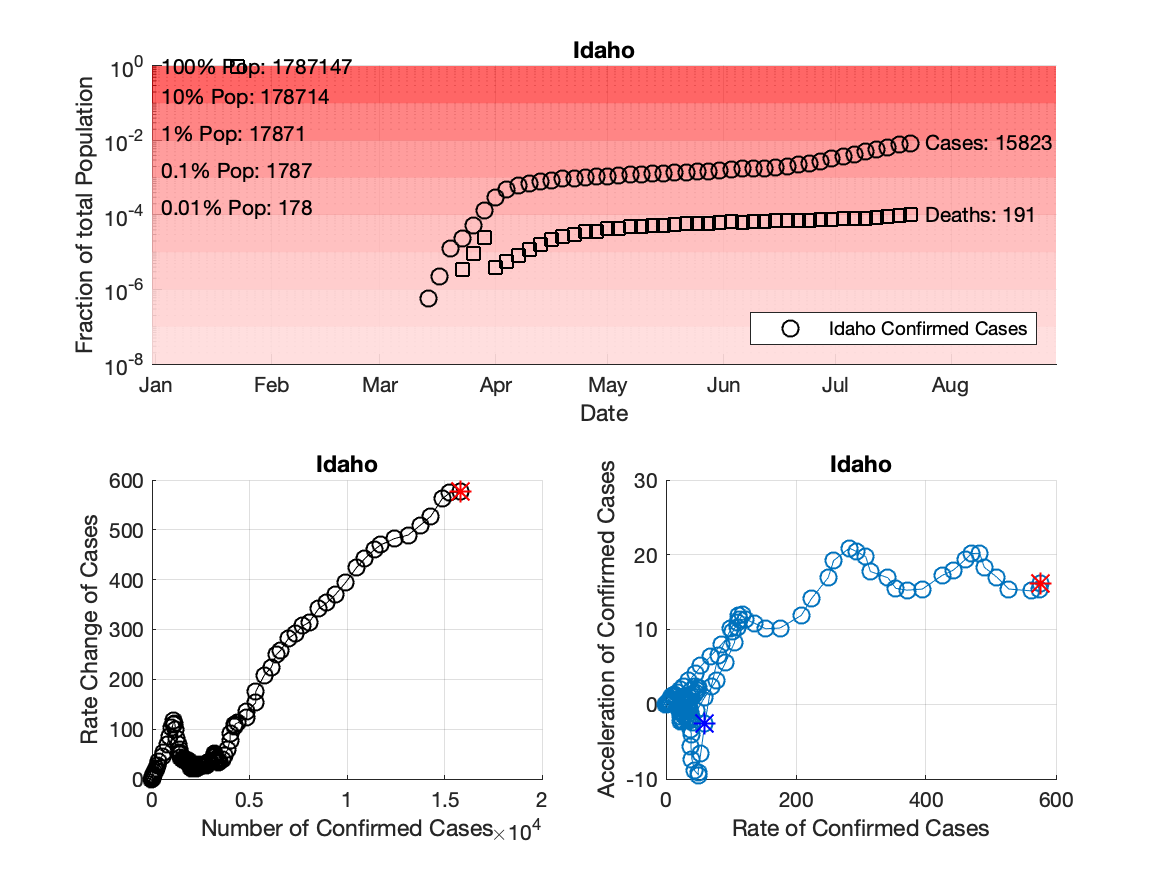 Idaho
Fraction of total Population
10^0
10^-2
10^-4
10^-6
10^-8
100% Pop: 1787147
10% Pop: 178714
1% Pop: 17871
0.1% Pop: 1787
0.01% Pop: 178
Cases: 15823
Deaths: 191
Idaho Confirmed Cases
Jan Feb Mar Apr May Jun Jul Aug
Date
Idaho
Rate Change of Cases
600
500
400
300
200
100
0
0 0.5 1 1.5 2
Number of Confirmed Cases ×10^4
Idaho
Acceleration of Confirmed Cases
30
20
10
0
-10
0 200 400 600
Rate of Confirmed Cases